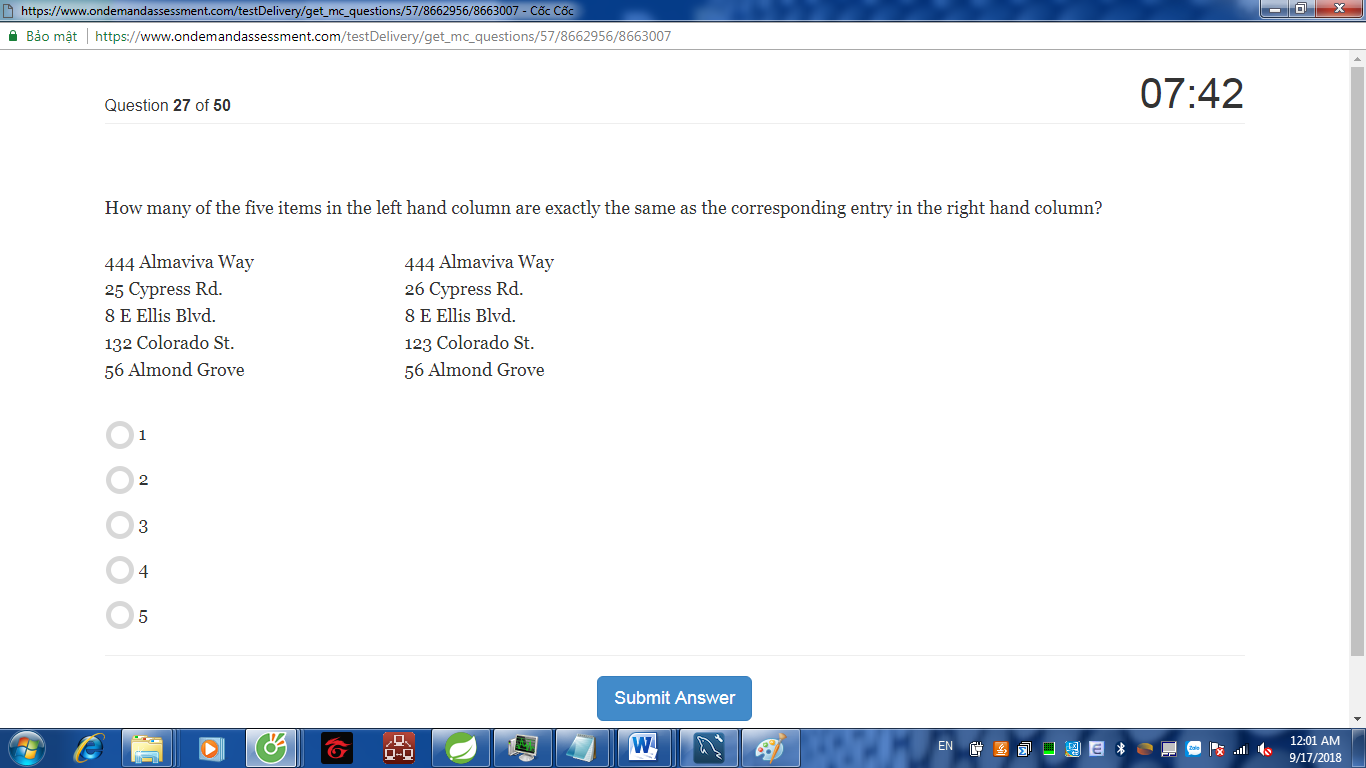 https://www.ondemandassessment.com/testDelivery/get_mc_questions/57/8662956/8663007 - Cốc Cốc
Bảo mật https://www.ondemandassessment.com/testDelivery/get_mc_questions/57/8662956/8663007
07:42
Question 27 of 50
How many of the five items in the left hand column are exactly the same as the corresponding entry in the right hand column?
444 Almaviva Way 444 Almaviva Way
25 Cypress Rd. 26 Cypress Rd.
8 E Ellis Blvd. 8 E Ellis Blvd.
132 Colorado St. 123 Colorado St.
56 Almond Grove 56 Almond Grove
1
2
3
4
5
Submit Answer
EN
12:01 AM
9/17/2018